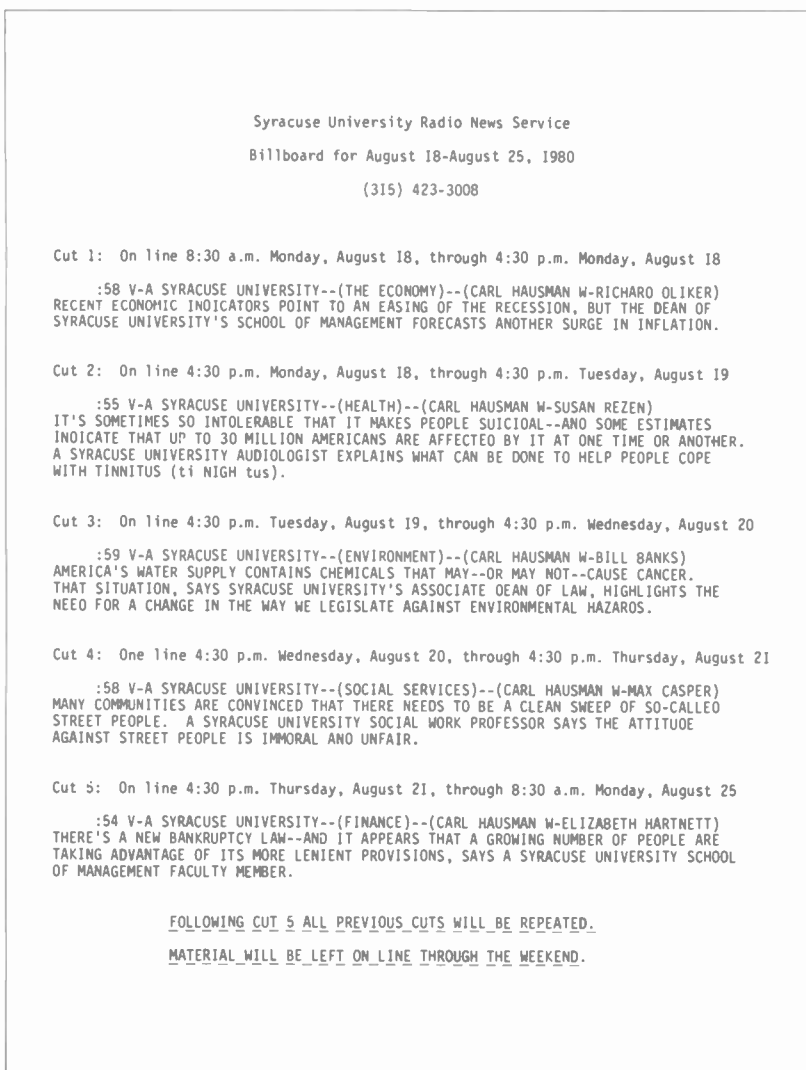 Syracuse University Radio News Service
Billboard for August 18-August 25, 1980
(315) 423-3008
Cut 1: On line 8:30 a.m. Monday, August 18, through 4:30 p.m. Monday, August 18
:58 V-A SYRACUSE UNIVERSITY--(THE ECONOMY)--(CARL HAUSMAN W-RICHARO OLIKER)
RECENT ECONOMIC INOICATORS POINT TO AN EASING OF THE RECESSION, BUT THE DEAN OF
SYRACUSE UNIVERSITY'S SCHOOL OF MANAGEMENT FORECASTS ANOTHER SURGE IN INFLATION.
Cut 2: On line 4:30 p.m. Monday, August 18, through 4:30 p.m. Tuesday, August 19
:55 V-A SYRACUSE UNIVERSITY--(HEALTH)--(CARL HAUSMAN W-SUSAN REZEN)
IT'S SOMETIMES SO INTOLERABLE THAT IT MAKES PEOPLE SUICIOAL--ANO SOME ESTIMATES
INOICATE THAT UP TO 30 MILLION AMERICANS ARE AFFECTED BY IT AT ONE TIME OR ANOTHER.
A SYRACUSE UNIVERSITY AUDIOLOGIST EXPLAINS WHAT CAN BE DONE TO HELP PEOPLE COPE
WITH TINNITUS (ti NIGH tus).
Cut 3: On line 4:30 p.m. Tuesday, August 19, through 4:30 p.m. Wednesday, August 20
:59 V-A SYRACUSE UNIVERSITY--(ENVIRONMENT)--(CARL HAUSMAN W-BILL BANKS)
AMERICA'S WATER SUPPLY CONTAINS CHEMICALS THAT MAY--OR MAY NOT--CAUSE CANCER.
THAT SITUATION, SAYS SYRACUSE UNIVERSITY'S ASSOCIATE OEAN OF LAW, HIGHLIGHTS THE
NEEO FOR A CHANGE IN THE WAY WE LEGISLATE AGAINST ENVIRONMENTAL HAZAROS.
Cut 4: One line 4:30 p.m. Wednesday, August 20, through 4:30 p.m. Thursday, August 21
:58 V-A SYRACUSE UNIVERSITY--(SOCIAL SERVICES)--(CARL HAUSMAN W-MAX CASPER)
MANY COMMUNITIES ARE CONVINCED THAT THERE NEEDS TO BE A CLEAN SWEEP OF SO-CALLEO
STREET PEOPLE. A SYRACUSE UNIVERSITY SOCIAL WORK PROFESSOR SAYS THE ATTITUOE
AGAINST STREET PEOPLE IS IMMORAL ANO UNFAIR.
Cut 5: On line 4:30 p.m. Thursday, August 21, through 8:30 a.m. Monday, August 25
:54 V-A SYRACUSE UNIVERSITY--(FINANCE)--(CARL HAUSMAN W-ELIZABETH HARTNETT)
THERE'S A NEW BANKRUPTCY LAW--AND IT APPEARS THAT A GROWING NUMBER OF PEOPLE ARE
TAKING ADVANTAGE OF ITS MORE LENIENT PROVISIONS, SAYS A SYRACUSE UNIVERSITY SCHOOL
OF MANAGEMENT FACULTY MEMBER.
FOLLOWING CUT 5 ALL PREVIOUS CUTS WILL BE REPEATED.
MATERIAL WILL BE LEFT ON LINE THROUGH THE WEEKEND.